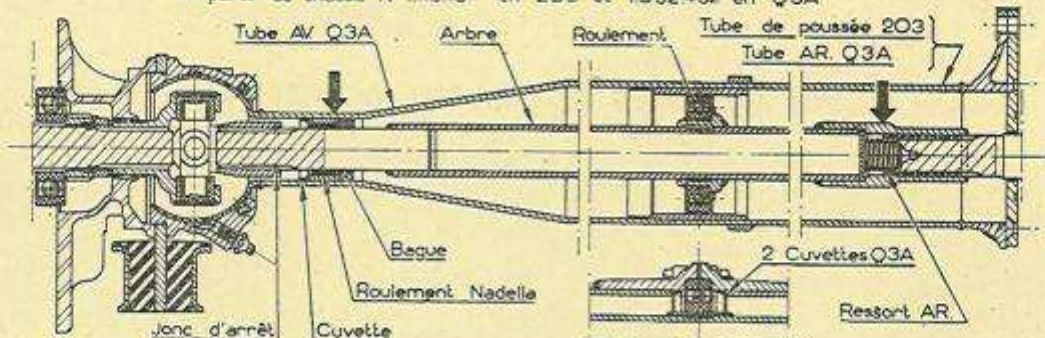 Tube AV Q3A
Arbre
Roulement
Tube de poussée 203
Tube AR. Q3A
Bague
Roulement Nadella
Jonc d'arrêt
Cuvette
2 Cuvettes Q3A
Ressort AR.